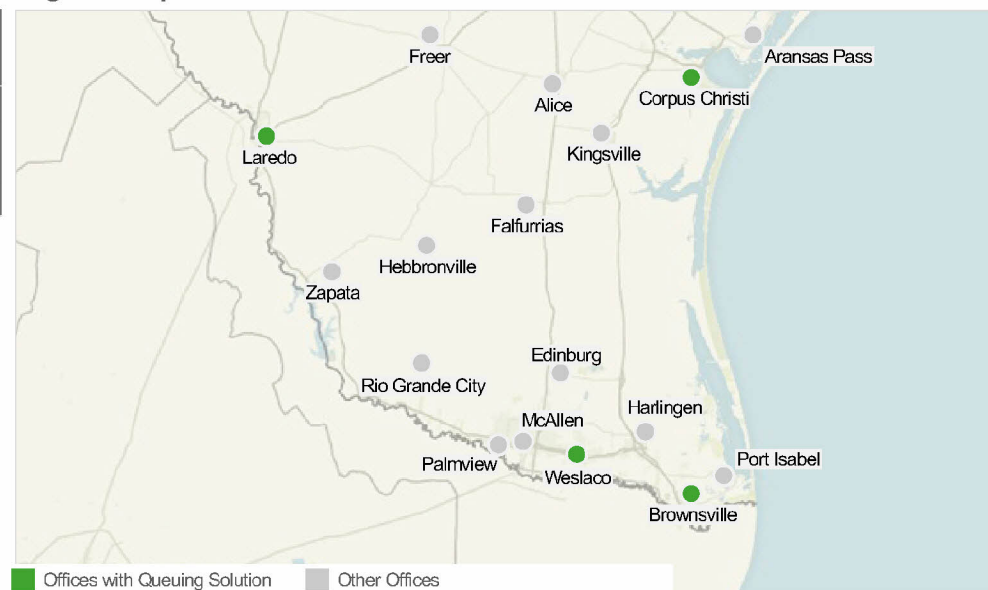 Freer
Aransas Pass
Alice
Corpus Christi
Laredo
Kingsville
Falfurrias
Hebbronville
Zapata
Edinburg
Rio Grande City
Harlingen
McAllen
Palmview
Port Isabel
Weslaco
Brownsville
Offices with Queuing Solution
Other Offices